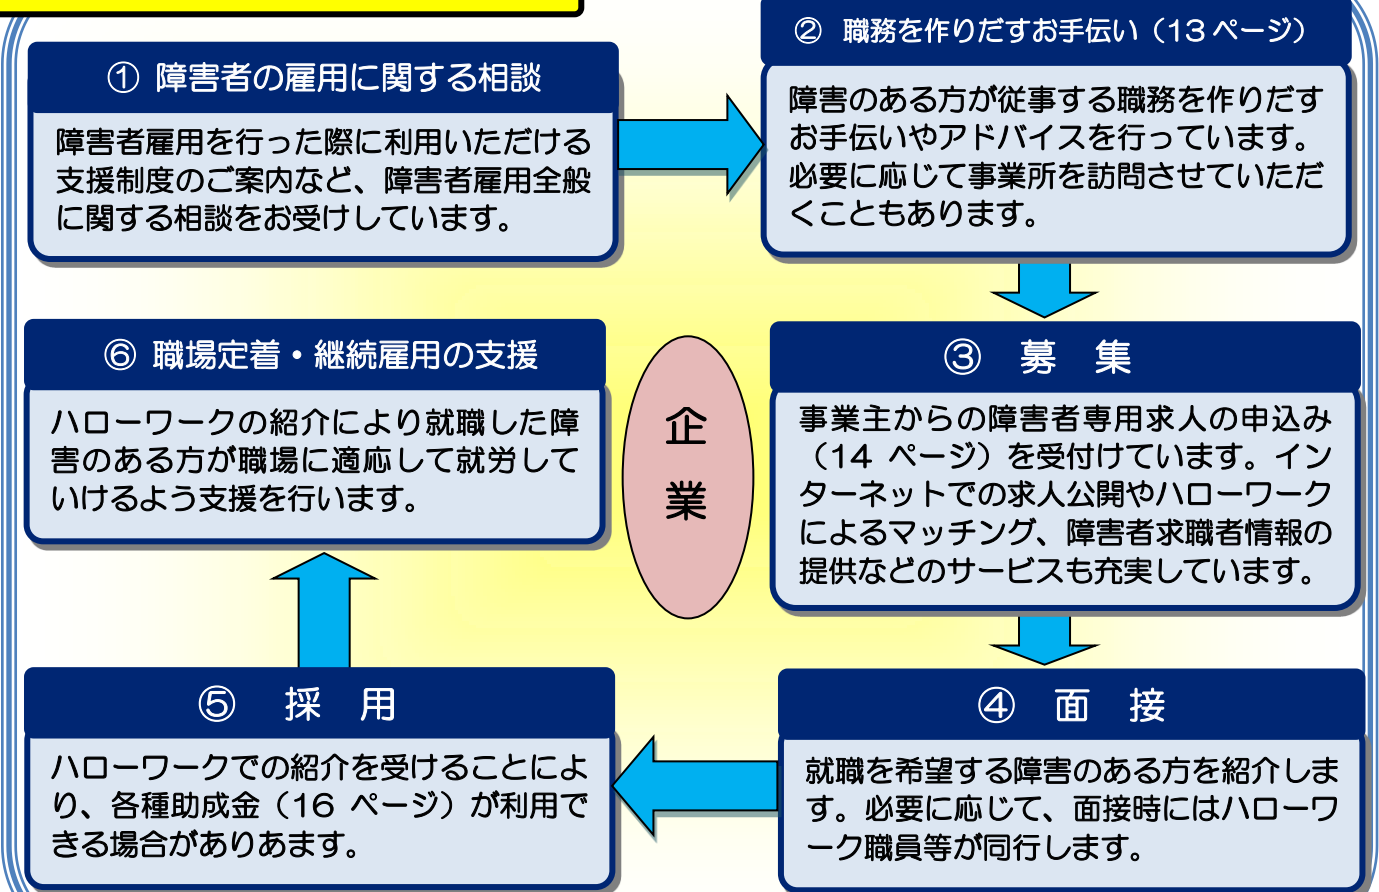 ① 障害者の雇用に関する相談
障害者雇用を行った際に利用いただける
支援制度のご案内など、障害者雇用全般
に関する相談をお受けしています。
② 職務を作りだすお手伝い（13ページ）
障害のある方が従事する職務を作りだす
お手伝いやアドバイスを行っています。
必要に応じて事業所を訪問させていただ
くこともあります。
③ 募 集
事業主からの障害者専用求人の申込み
（14 ページ）を受付けています。イン
ターネットでの求人公開やハローワーク
によるマッチング、障害者求職者情報の
提供などのサービスも充実しています。
④ 面 接
就職を希望する障害のある方を紹介しま
す。必要に応じて、面接時にはハローワ
ーク職員等が同行します。
⑤ 採 用
ハローワークでの紹介を受けることによ
り、各種助成金（16 ページ）が利用で
きる場合がありあます。
⑥ 職場定着・継続雇用の支援
ハローワークの紹介により就職した障
害のある方が職場に適応して就労して
いけるよう支援を行います。
企
業